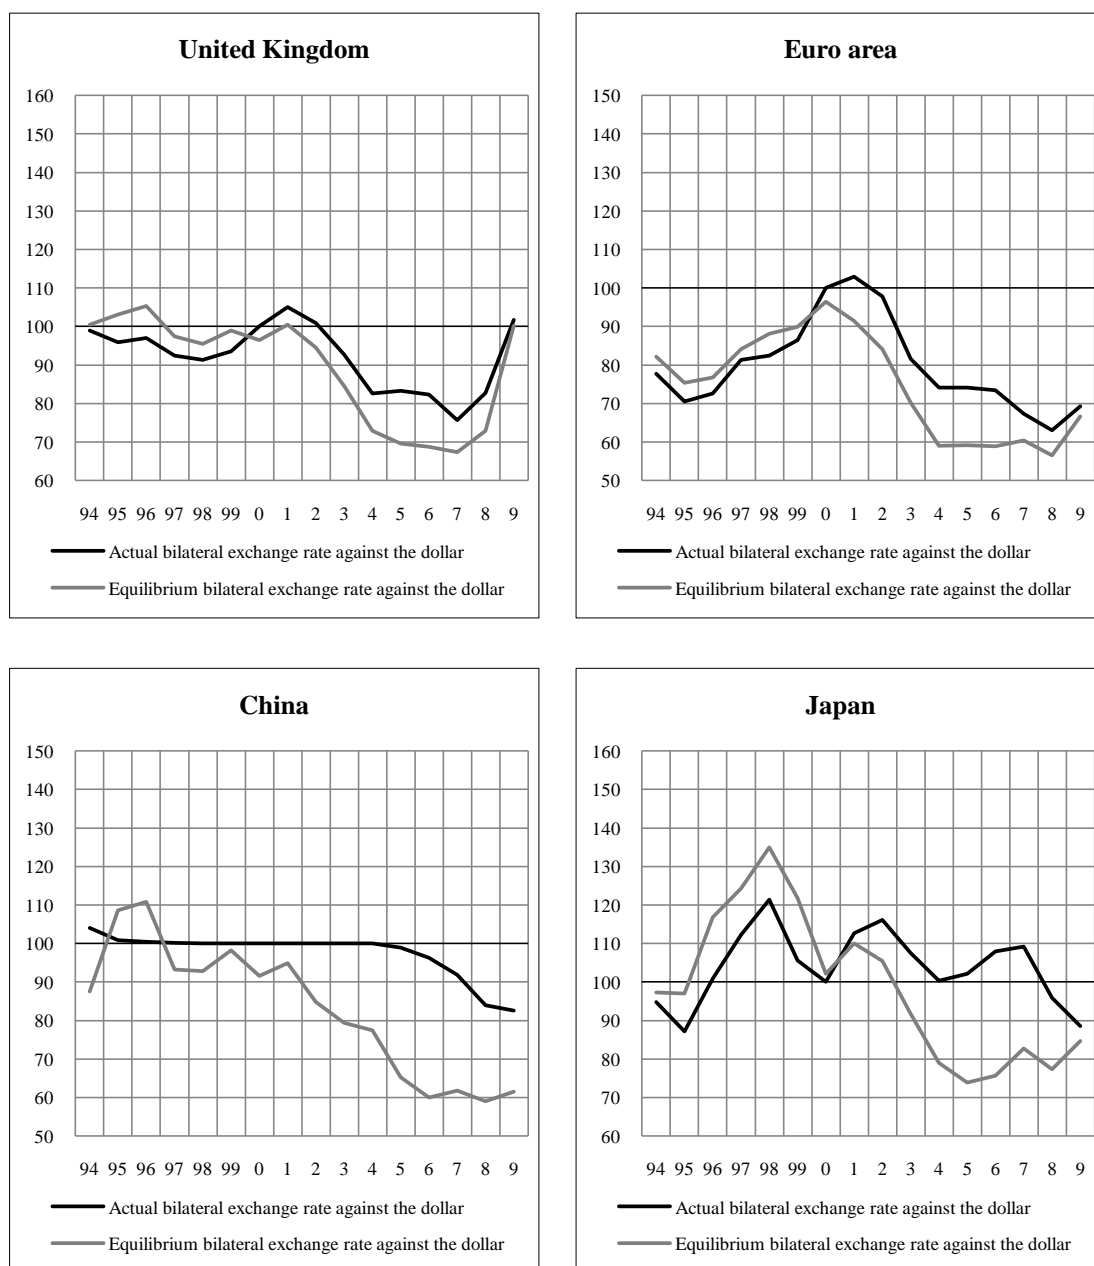 United Kingdom
160
150
140
130
120
110
100
90
80
70
60
94 95 96 97 98 99 0 1 2 3 4 5 6 7 8 9
Actual bilateral exchange rate against the dollar
Equilibrium bilateral exchange rate against the dollar
Euro area
150
140
130
120
110
100
90
80
70
60
50
94 95 96 97 98 99 0 1 2 3 4 5 6 7 8 9
Actual bilateral exchange rate against the dollar
Equilibrium bilateral exchange rate against the dollar
China
150
140
130
120
110
100
90
80
70
60
50
94 95 96 97 98 99 0 1 2 3 4 5 6 7 8 9
Actual bilateral exchange rate against the dollar
Equilibrium bilateral exchange rate against the dollar
Japan
160
150
140
130
120
110
100
90
80
70
60
94 95 96 97 98 99 0 1 2 3 4 5 6 7 8 9
Actual bilateral exchange rate against the dollar
Equilibrium bilateral exchange rate against the dollar